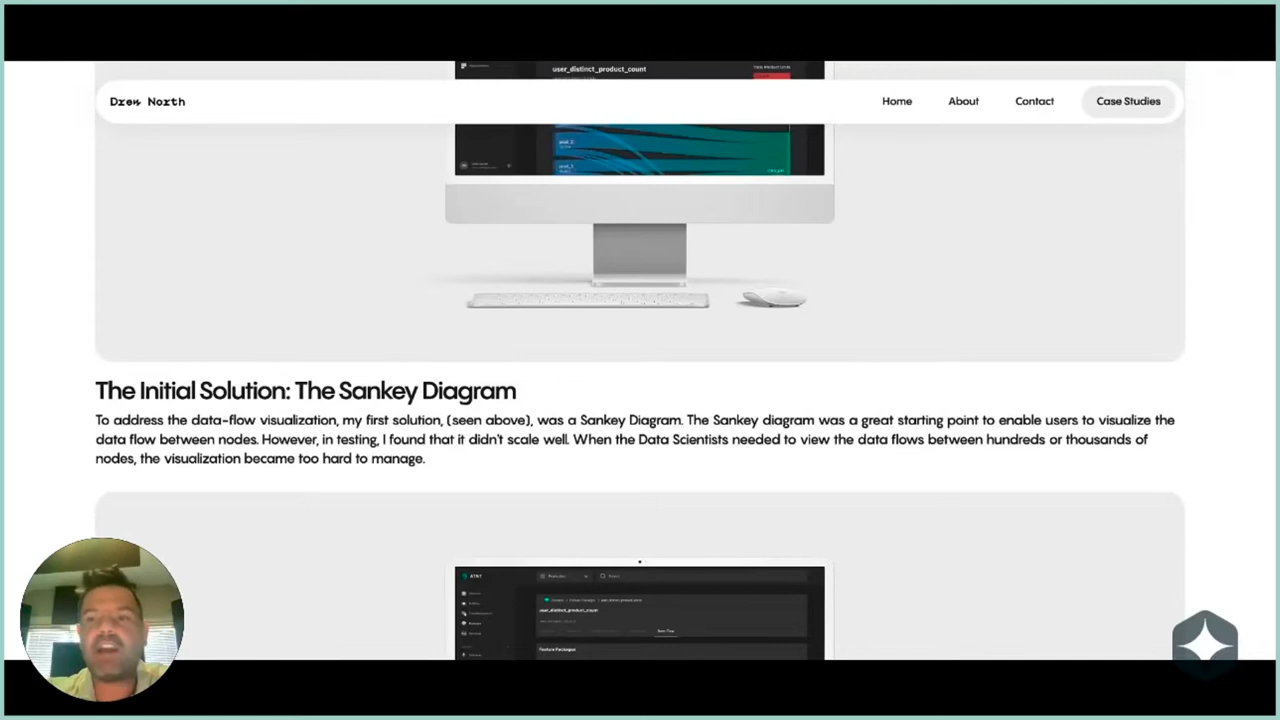 user_distinct_product_count
Drew North
Home
About
Contact
Case Studies
The Initial Solution: The Sankey Diagram
To address the data-flow visualization, my first solution, (seen above), was a Sankey Diagram. The Sankey diagram was a great starting point to enable users to visualize the
data flow between nodes. However, in testing, I found that it didn't scale well. When the Data Scientists needed to view the data flows between hundreds or thousands of
nodes, the visualization became too hard to manage.
user_distinct_product_count
Feature Packages